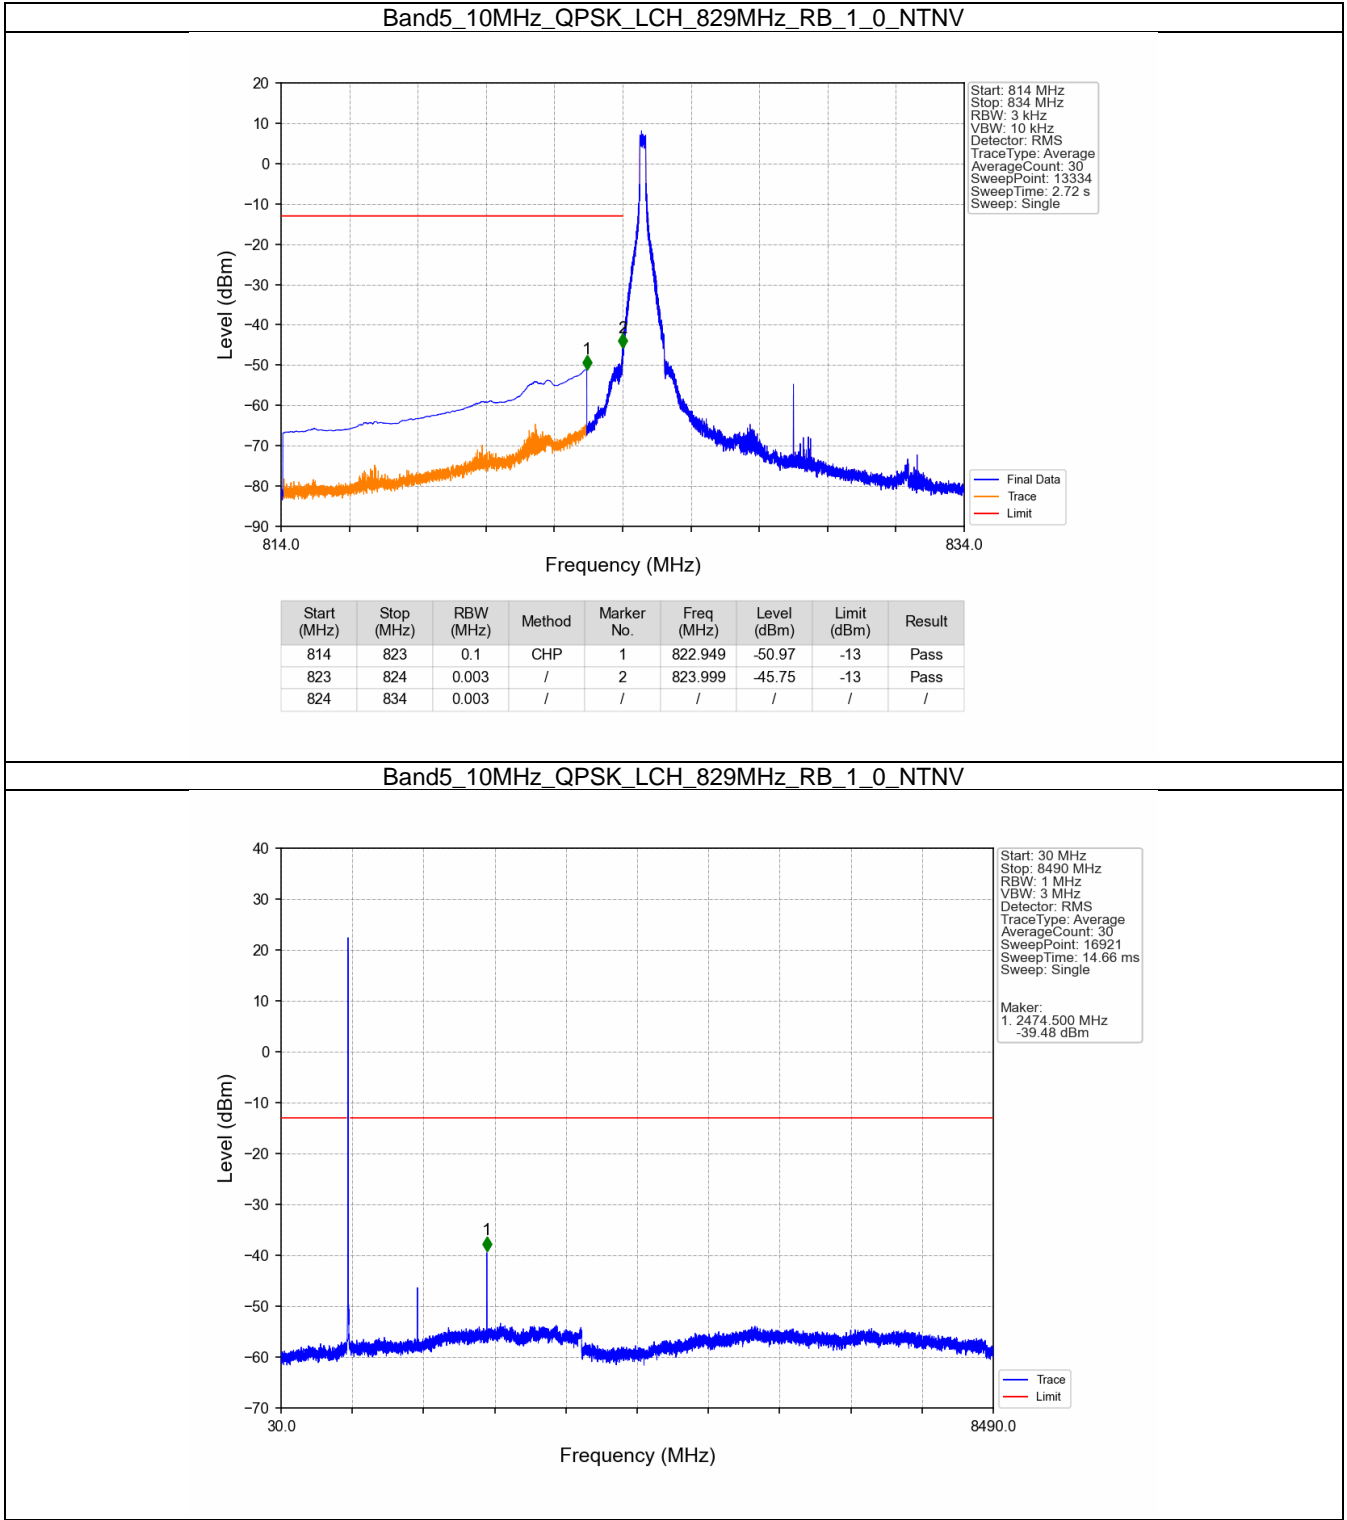 Band5_10MHz_QPSK_LCH_829MHz_RB_1_0_NTNV
20
10
0
−10
−20
−30
−40
−50
−60
−70
−80
−90
Level (dBm)
1
2
814.0
834.0
Frequency (MHz)
Start: 814 MHz
Stop: 834 MHz
RBW: 3 kHz
VBW: 10 kHz
Detector: RMS
TraceType: Average
AverageCount: 30
SweepPoint: 13334
SweepTime: 2.72 s
Sweep: Single
Final Data
Trace
Limit
Start (MHz) Stop (MHz) RBW (MHz) Method Marker No. Freq (MHz) Level (dBm) Limit (dBm) Result
814 823 0.1 CHP 1 822.949 -50.97 -13 Pass
823 824 0.003 / 2 823.999 -45.75 -13 Pass
824 834 0.003 / / / / / /
Band5_10MHz_QPSK_LCH_829MHz_RB_1_0_NTNV
40
30
20
10
0
−10
−20
−30
−40
−50
−60
−70
Level (dBm)
1
30.0
8490.0
Frequency (MHz)
Start: 30 MHz
Stop: 8490 MHz
RBW: 1 MHz
VBW: 3 MHz
Detector: RMS
TraceType: Average
AverageCount: 30
SweepPoint: 16921
SweepTime: 14.66 ms
Sweep: Single
Maker:
1. 2474.500 MHz
-39.48 dBm
Trace
Limit